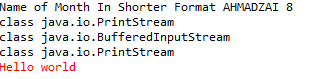 Name of Month In Shorter Format AHMADZAI 8
class java.io.PrintStream
class java.io.BufferedInputStream
class java.io.PrintStream
Hello world